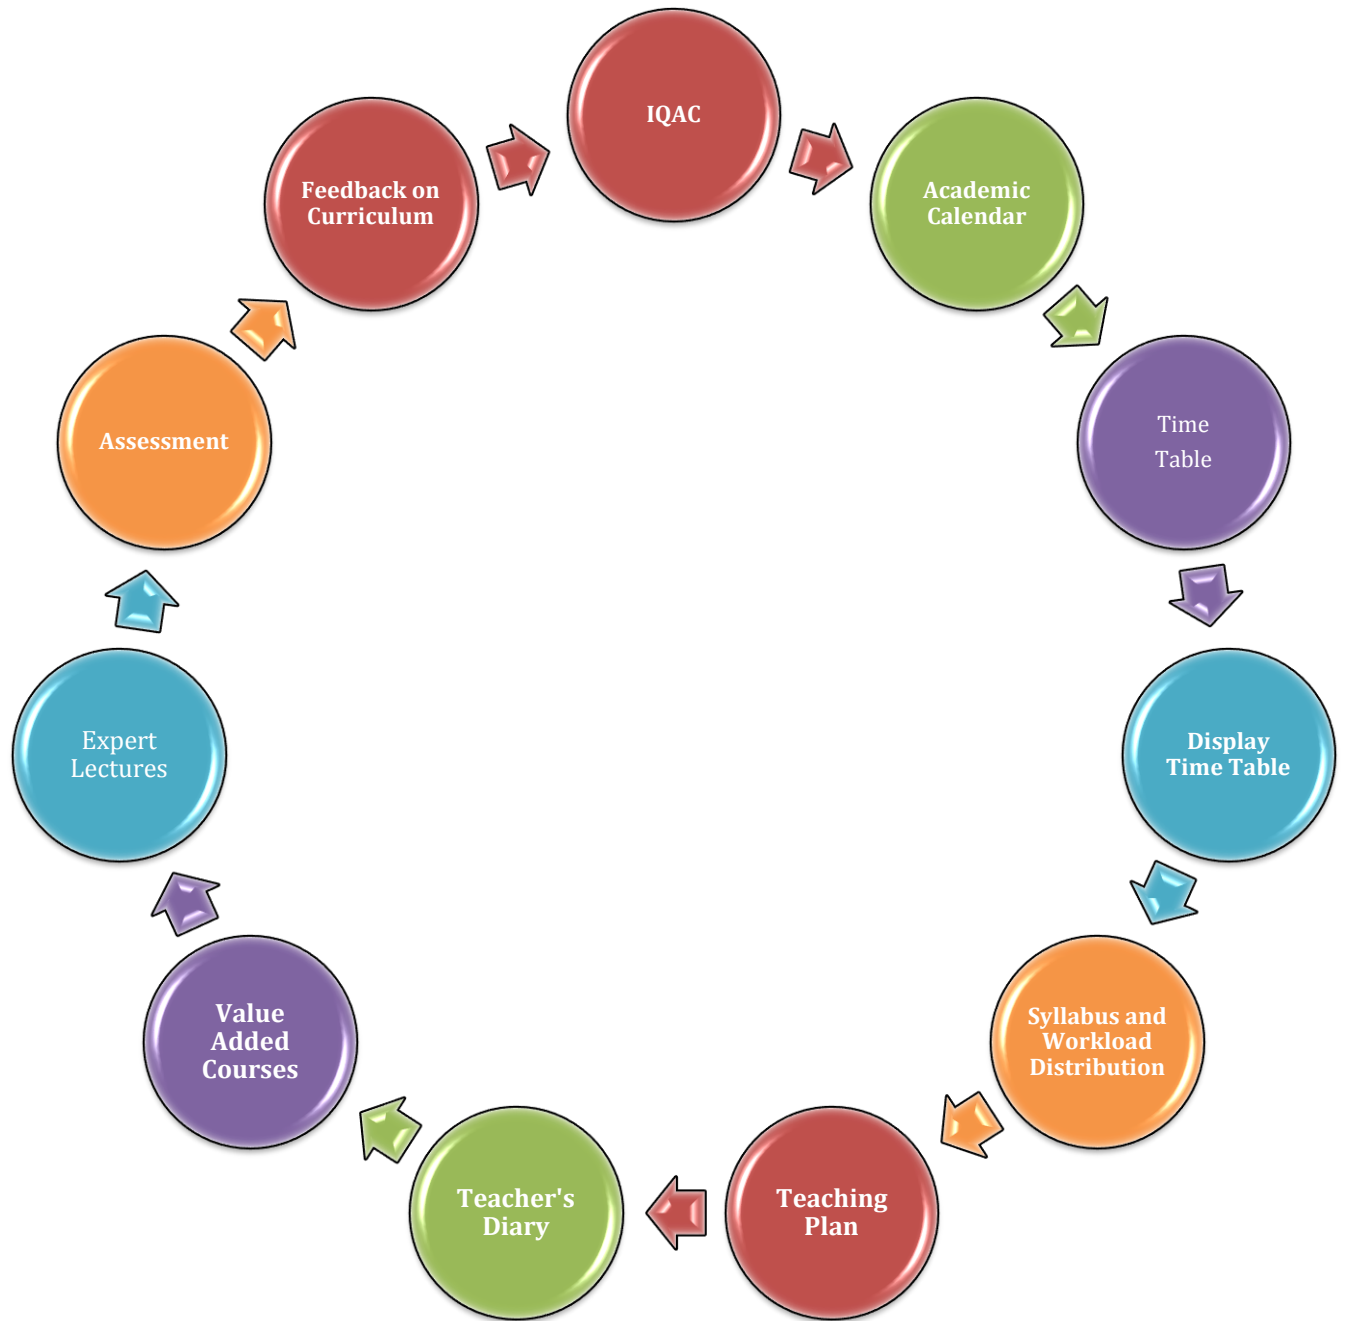 IQAC
Academic
Calendar
Time
Table
Display
Time Table
Syllabus and
Workload
Distribution
Teaching
Plan
Teacher's
Diary
Value
Added
Courses
Expert
Lectures
Assessment
Feedback on
Curriculum